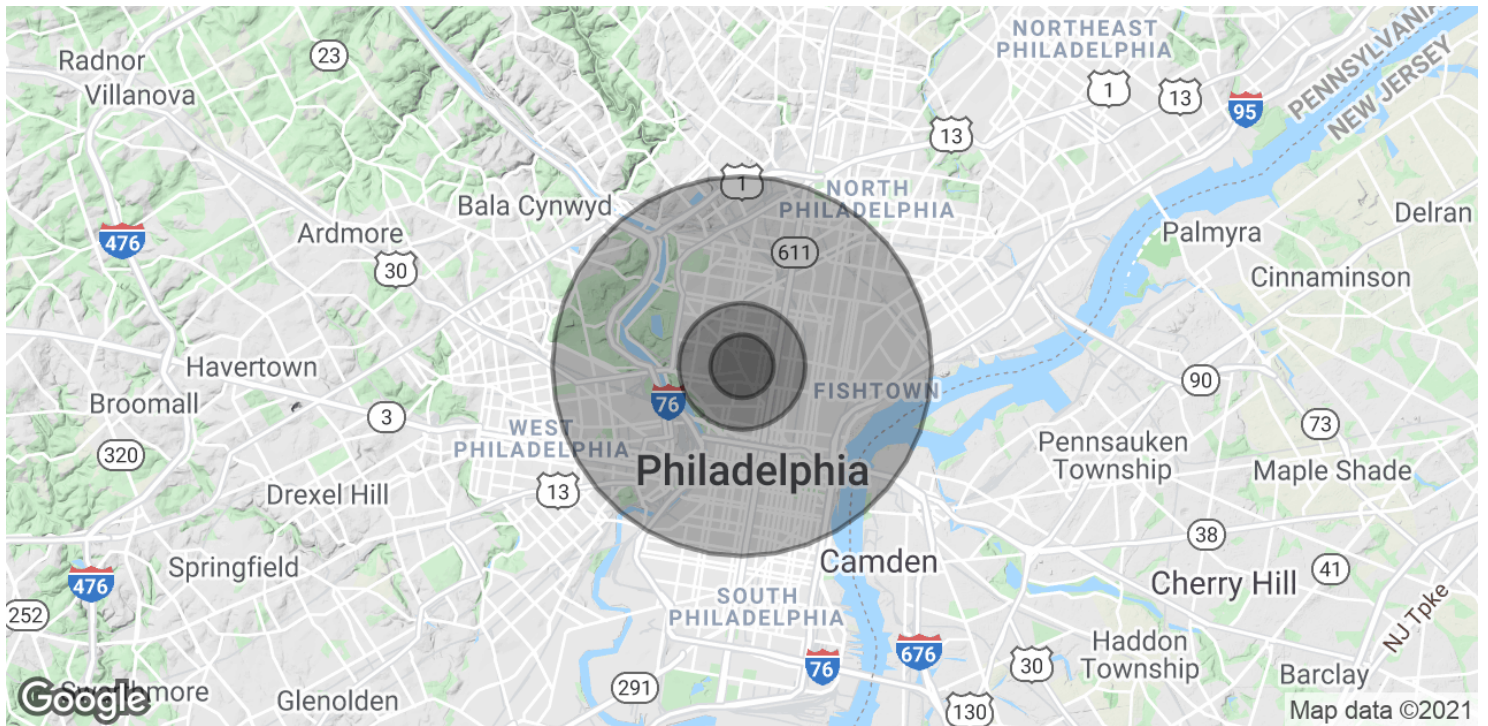 NORTHEAST
PHILADELPHIA
Radnor
23
Villanova
1
13
95
PENNSYLVANIA
NEW JERSEY
13
1
NORTH
PHILADELPHIA
Bala Cynwyd
Delran
476
Ardmore
Palmyra
611
30
Cinnaminson
Havertown
90
FISHTOWN
76
Broomall
3
73
WEST
PHILADELPHIA
320
Pennsauken
Township
Philadelphia
Maple Shade
Drexel Hill
13
38
Springfield
Camden
41
476
Cherry Hill
252
SOUTH
PHILADELPHIA
NJ Tpke
Haddon
Township
676
30
76
Barclay
291
Glenolden
Google
130
Map data ©2021